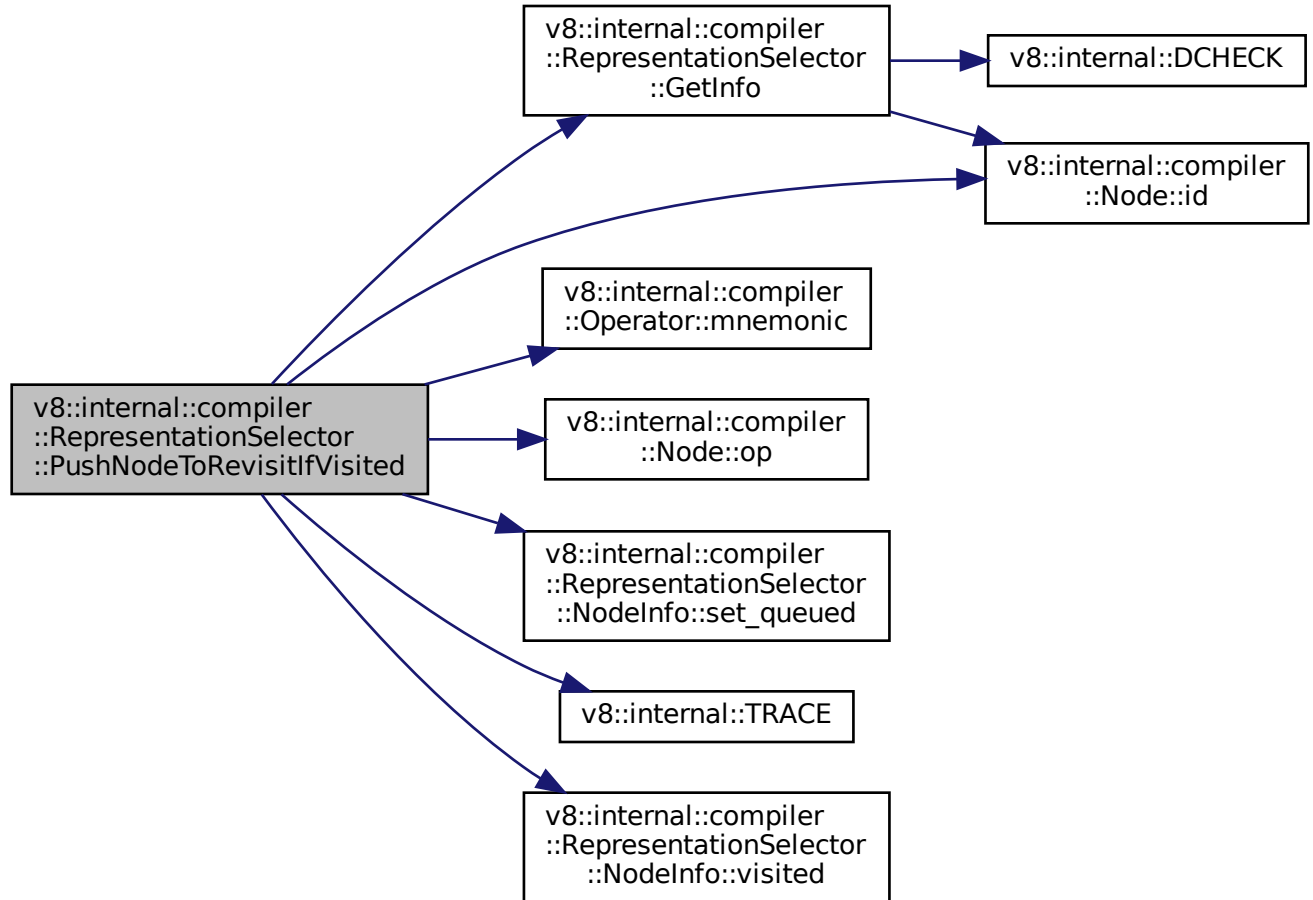 v8::internal::compiler
::RepresentationSelector
::GetInfo
v8::internal::DCHECK
v8::internal::compiler
::Node::id
v8::internal::compiler
::Operator::mnemonic
v8::internal::compiler
::RepresentationSelector
::PushNodeToRevisitIfVisited
v8::internal::compiler
::Node::op
v8::internal::compiler
::RepresentationSelector
::NodeInfo::set_queued
v8::internal::TRACE
v8::internal::compiler
::RepresentationSelector
::NodeInfo::visited